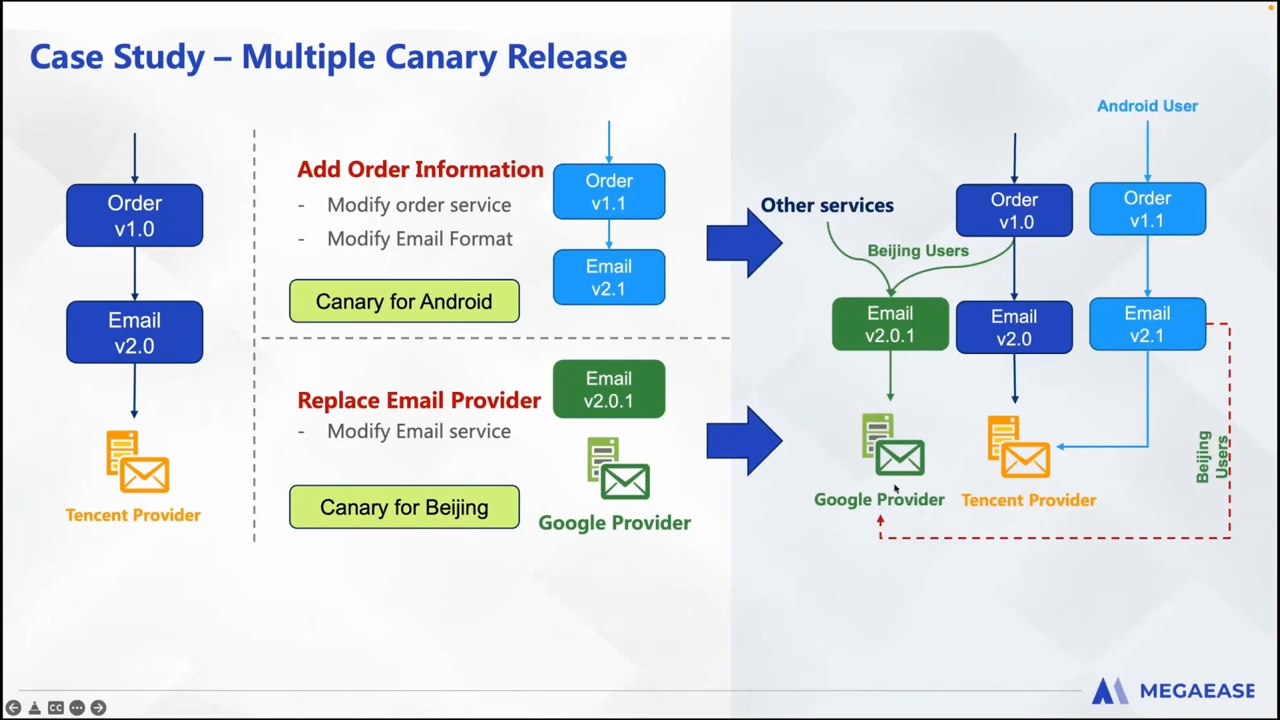 Case Study – Multiple Canary Release
Order
v1.0
Email
v2.0
Tencent Provider
Add Order Information
- Modify order service
- Modify Email Format
Canary for Android
Order
v1.1
Email
v2.1
Replace Email Provider
- Modify Email service
Canary for Beijing
Email
v2.0.1
Google Provider
Android User
Other services
Beijing Users
Order
v1.0
Order
v1.1
Email
v2.0.1
Email
v2.0
Email
v2.1
Beijing
Users
Google Provider
Tencent Provider
CC
MEGAEASE